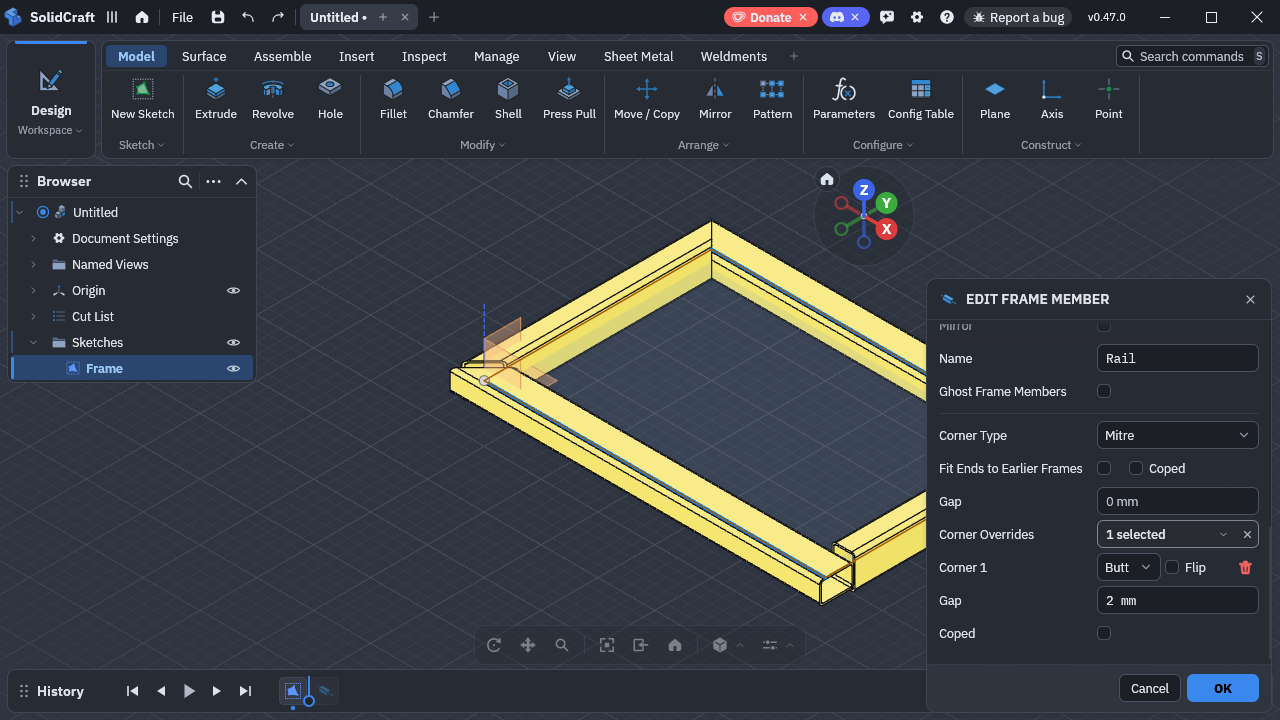 SolidCraft
File
Untitled •
Donate
Report a bug
v0.47.0
Design
Workspace
Model
Surface
Assemble
Insert
Inspect
Manage
View
Sheet Metal
Weldments
Search commands
S
New Sketch
Extrude
Revolve
Hole
Fillet
Chamfer
Shell
Press Pull
Move / Copy
Mirror
Pattern
Parameters
Config Table
Plane
Axis
Point
Sketch
Create
Modify
Arrange
Configure
Construct
Browser
Untitled
Document Settings
Named Views
Origin
Cut List
Sketches
Frame
Z
Y
X
EDIT FRAME MEMBER
Mirror
Name
Rail
Ghost Frame Members
Corner Type
Mitre
Fit Ends to Earlier Frames
Coped
Gap
0 mm
Corner Overrides
1 selected
Corner 1
Butt
Flip
Gap
2 mm
Coped
Cancel
OK
History